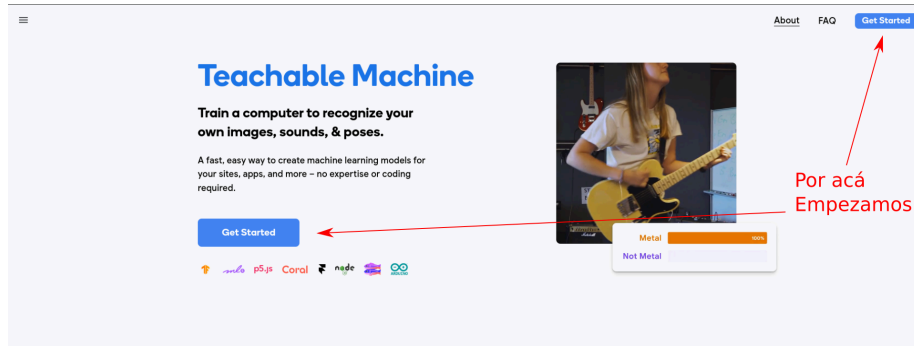 About FAQ Get Started
Teachable Machine
Train a computer to recognize your
own images, sounds, & poses.
A fast, easy way to create machine learning models for
your sites, apps, and more – no expertise or coding
required.
Get Started
p5.js Coral node
Metal 100%
Not Metal
Por acá
Empezamos